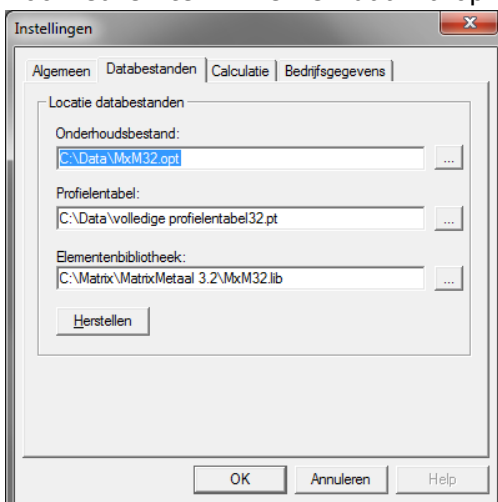 Instellingen
Algemeen Databestanden Calculatie Bedrijfsgegevens
Locatie databestanden
Onderhoudsbestand:
C:\Data\MxM32.opt ...
Profielentabel:
C:\Data\volledige profielentabel32.pt ...
Elementenbibliotheek:
C:\Matrix\MatrixMetaal 3.2\MxM32.lib ...
Herstellen
OK Annuleren Help